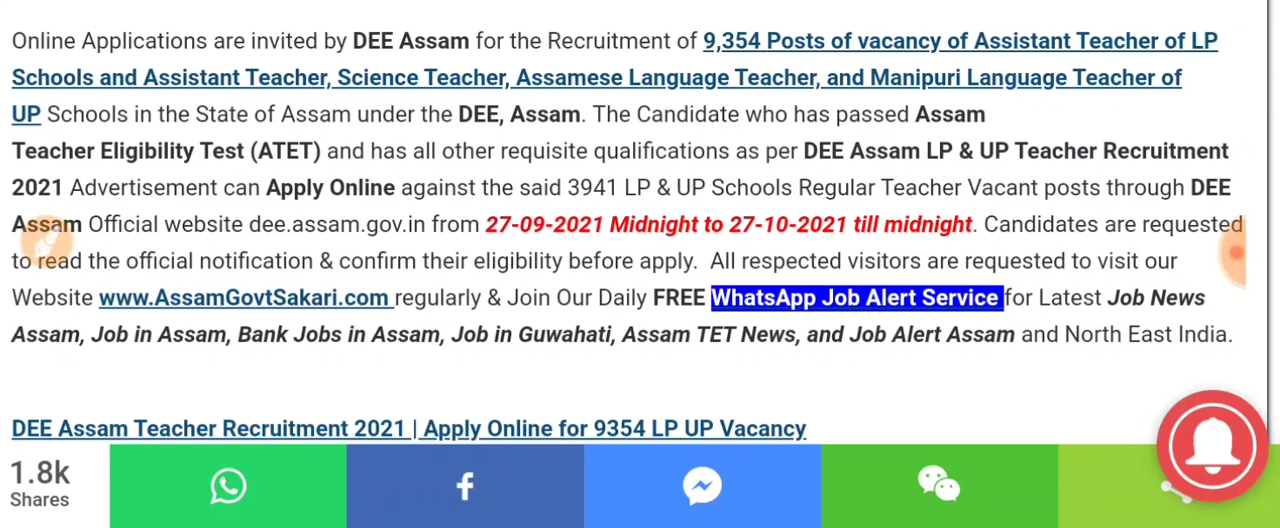 Online Applications are invited by DEE Assam for the Recruitment of 9,354 Posts of vacancy of Assistant Teacher of LP
Schools and Assistant Teacher, Science Teacher, Assamese Language Teacher, and Manipuri Language Teacher of
UP Schools in the State of Assam under the DEE, Assam. The Candidate who has passed Assam
Teacher Eligibility Test (ATET) and has all other requisite qualifications as per DEE Assam LP & UP Teacher Recruitment
2021 Advertisement can Apply Online against the said 3941 LP & UP Schools Regular Teacher Vacant posts through DEE
Assam Official website dee.assam.gov.in from 27-09-2021 Midnight to 27-10-2021 till midnight. Candidates are requested
to read the official notification & confirm their eligibility before apply. All respected visitors are requested to visit our
Website www.AssamGovtSakari.com regularly & Join Our Daily FREE WhatsApp Job Alert Service for Latest Job News
Assam, Job in Assam, Bank Jobs in Assam, Job in Guwahati, Assam TET News, and Job Alert Assam and North East India.
DEE Assam Teacher Recruitment 2021 | Apply Online for 9354 LP UP Vacancy
1.8k
Shares